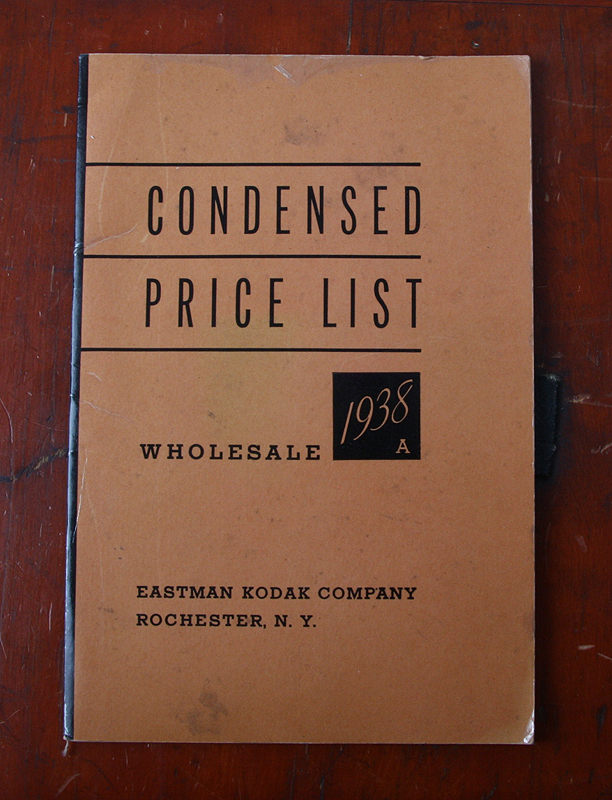 CONDENSED
PRICE LIST
1938
WHOLESALE A
EASTMAN KODAK COMPANY
ROCHESTER, N. Y.